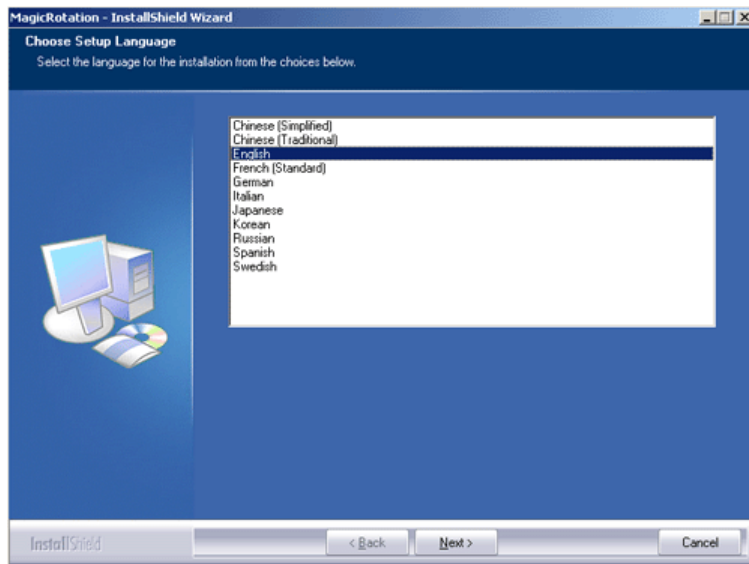 MagicRotation - InstallShield Wizard
Choose Setup Language
Select the language for the installation from the choices below.
Chinese (Simplified)
Chinese (Traditional)
English
French (Standard)
German
Italian
Japanese
Korean
Russian
Spanish
Swedish
InstallShield
< Back
Next >
Cancel